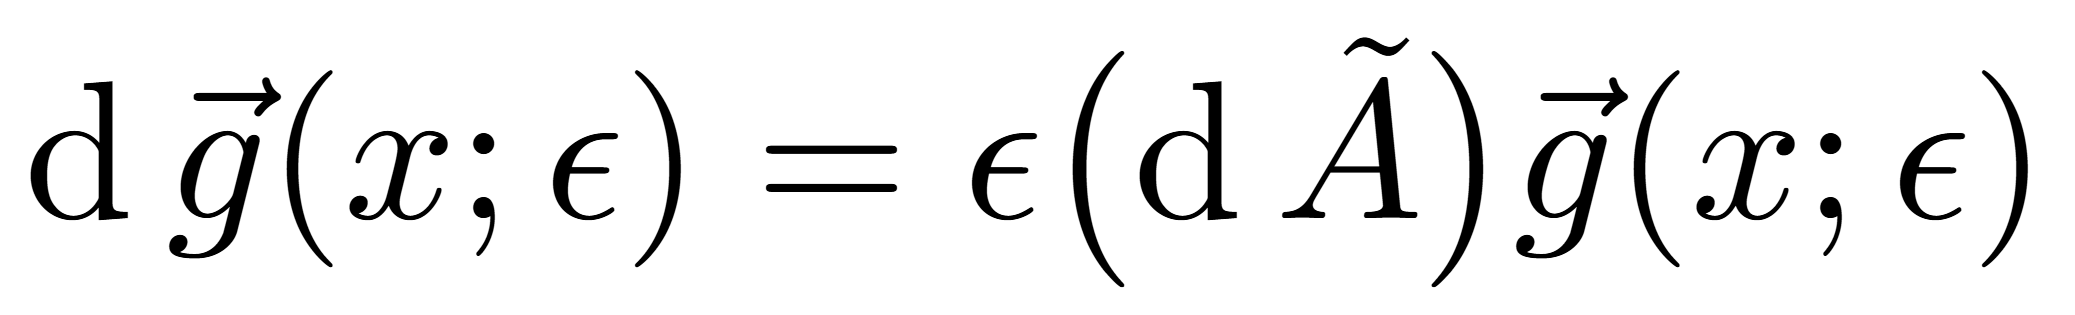 d g⃗(x; ϵ) = ϵ(d Ã) g⃗(x; ϵ)